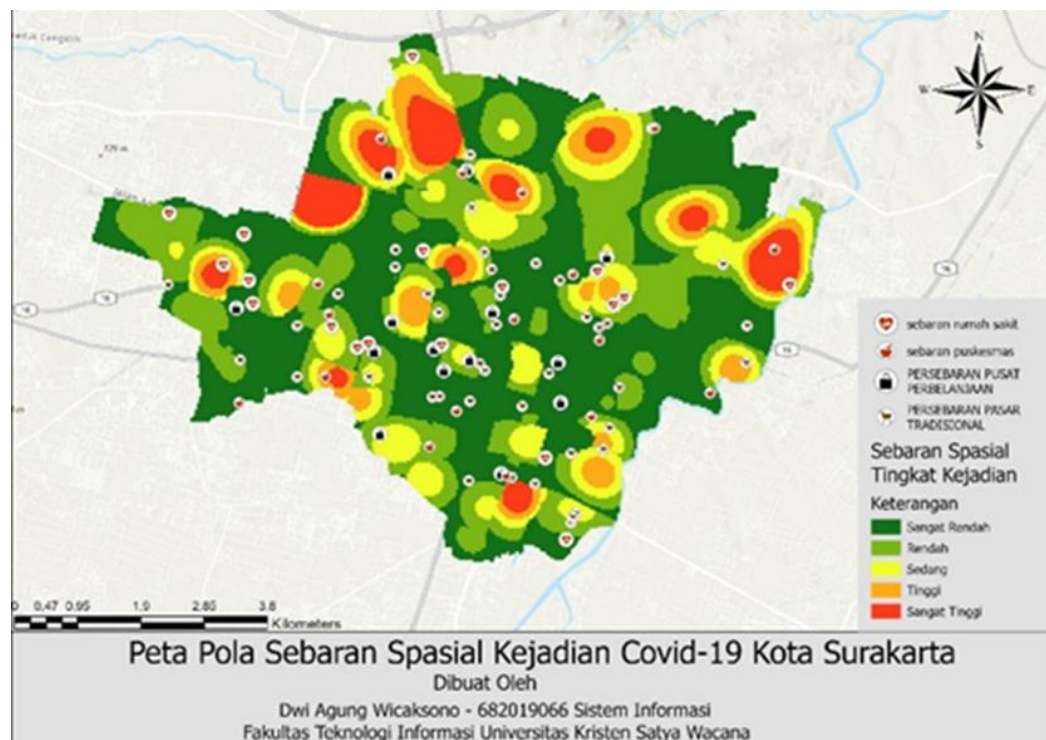 N
W
E
S
sebaran rumah sakit
sebaran puskesmas
PERSEBARAN PUSAT
PERBELANJAAN
PERSEBARAN PASAR
TRADISIONAL
Sebaran Spasial
Tingkat Kejadian
Keterangan
Sangat Rendah
Rendah
Sedang
Tinggi
Sangat Tinggi
0 0.47 0.95 1.9 2.85 3.8
Kilometers
Peta Pola Sebaran Spasial Kejadian Covid-19 Kota Surakarta
Dibuat Oleh
Dwi Agung Wicaksono - 682019066 Sistem Informasi
Fakultas Teknologi Informasi Universitas Kristen Satya Wacana